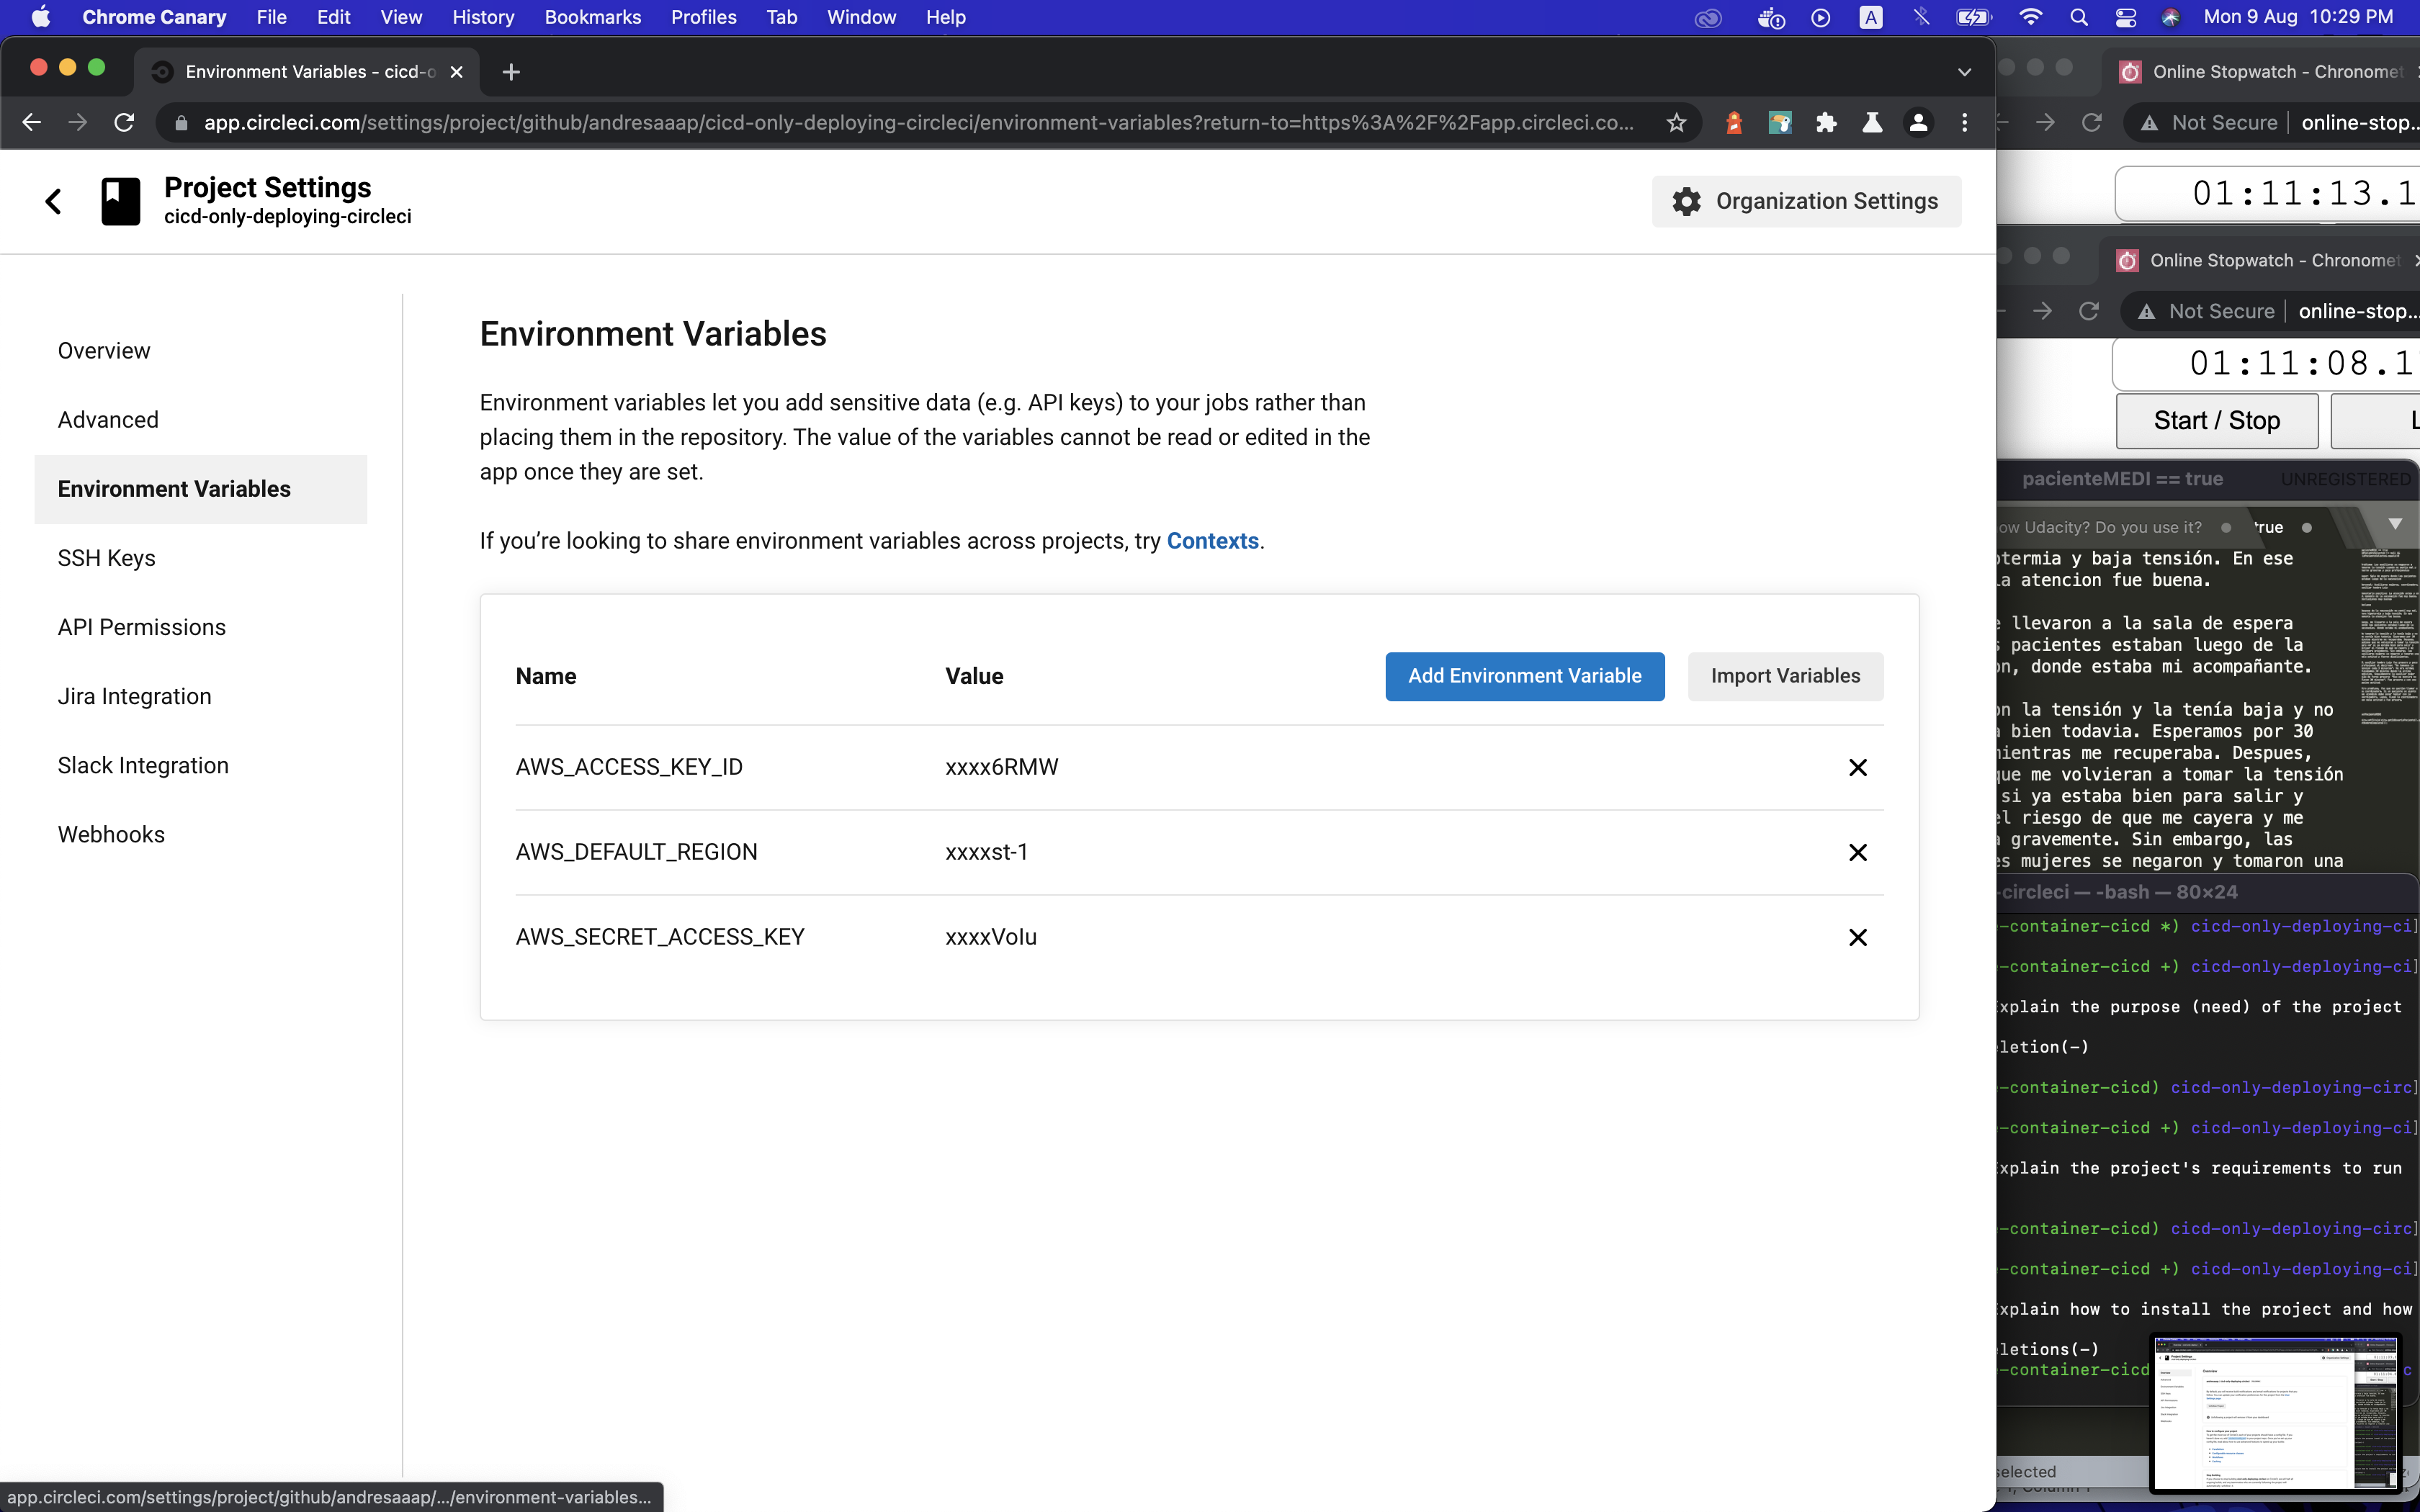 Chrome Canary File Edit View History Bookmarks Profiles Tab Window Help
A Mon 9 Aug 10:29 PM
Environment Variables - cicd-o
app.circleci.com/settings/project/github/andresaaap/cicd-only-deploying-circleci/environment-variables?return-to=https%3A%2F%2Fapp.circleci.co...
Project Settings
cicd-only-deploying-circleci
Organization Settings
Overview
Advanced
Environment Variables
SSH Keys
API Permissions
Jira Integration
Slack Integration
Webhooks
Environment Variables
Environment variables let you add sensitive data (e.g. API keys) to your jobs rather than
placing them in the repository. The value of the variables cannot be read or edited in the
app once they are set.
If you’re looking to share environment variables across projects, try Contexts.
Name Value Add Environment Variable Import Variables
AWS_ACCESS_KEY_ID xxxx6RMW
AWS_DEFAULT_REGION xxxxst-1
AWS_SECRET_ACCESS_KEY xxxxVolu
app.circleci.com/settings/project/github/andresaaap/.../environment-variables...
Online Stopwatch - Chronomet
Not Secure online-stop...
01:11:13.1
Online Stopwatch - Chronomet
Not Secure online-stop...
01:11:08.1
Start / Stop L
pacienteMEDI == true UNREGISTERED
ow Udacity? Do you use it? true
otermia y baja tensión. En ese
la atencion fue buena.
llevaron a la sala de espera
pacientes estaban luego de la
on, donde estaba mi acompañante.
on la tensión y la tenía baja y no
bien todavia. Esperamos por 30
mientras me recuperaba. Despues,
que me volvieran a tomar la tensión
si ya estaba bien para salir y
el riesgo de que me cayera y me
gravemente. Sin embargo, las
es mujeres se negaron y tomaron una
-circleci — -bash — 80×24
-container-cicd *) cicd-only-deploying-ci]
-container-cicd +) cicd-only-deploying-ci]
Explain the purpose (need) of the project
letion(-)
-container-cicd) cicd-only-deploying-circ]
-container-cicd +) cicd-only-deploying-ci]
Explain the project's requirements to run
-container-cicd) cicd-only-deploying-circ]
-container-cicd +) cicd-only-deploying-ci]
Explain how to install the project and how
letions(-)
-container-cicd
selected